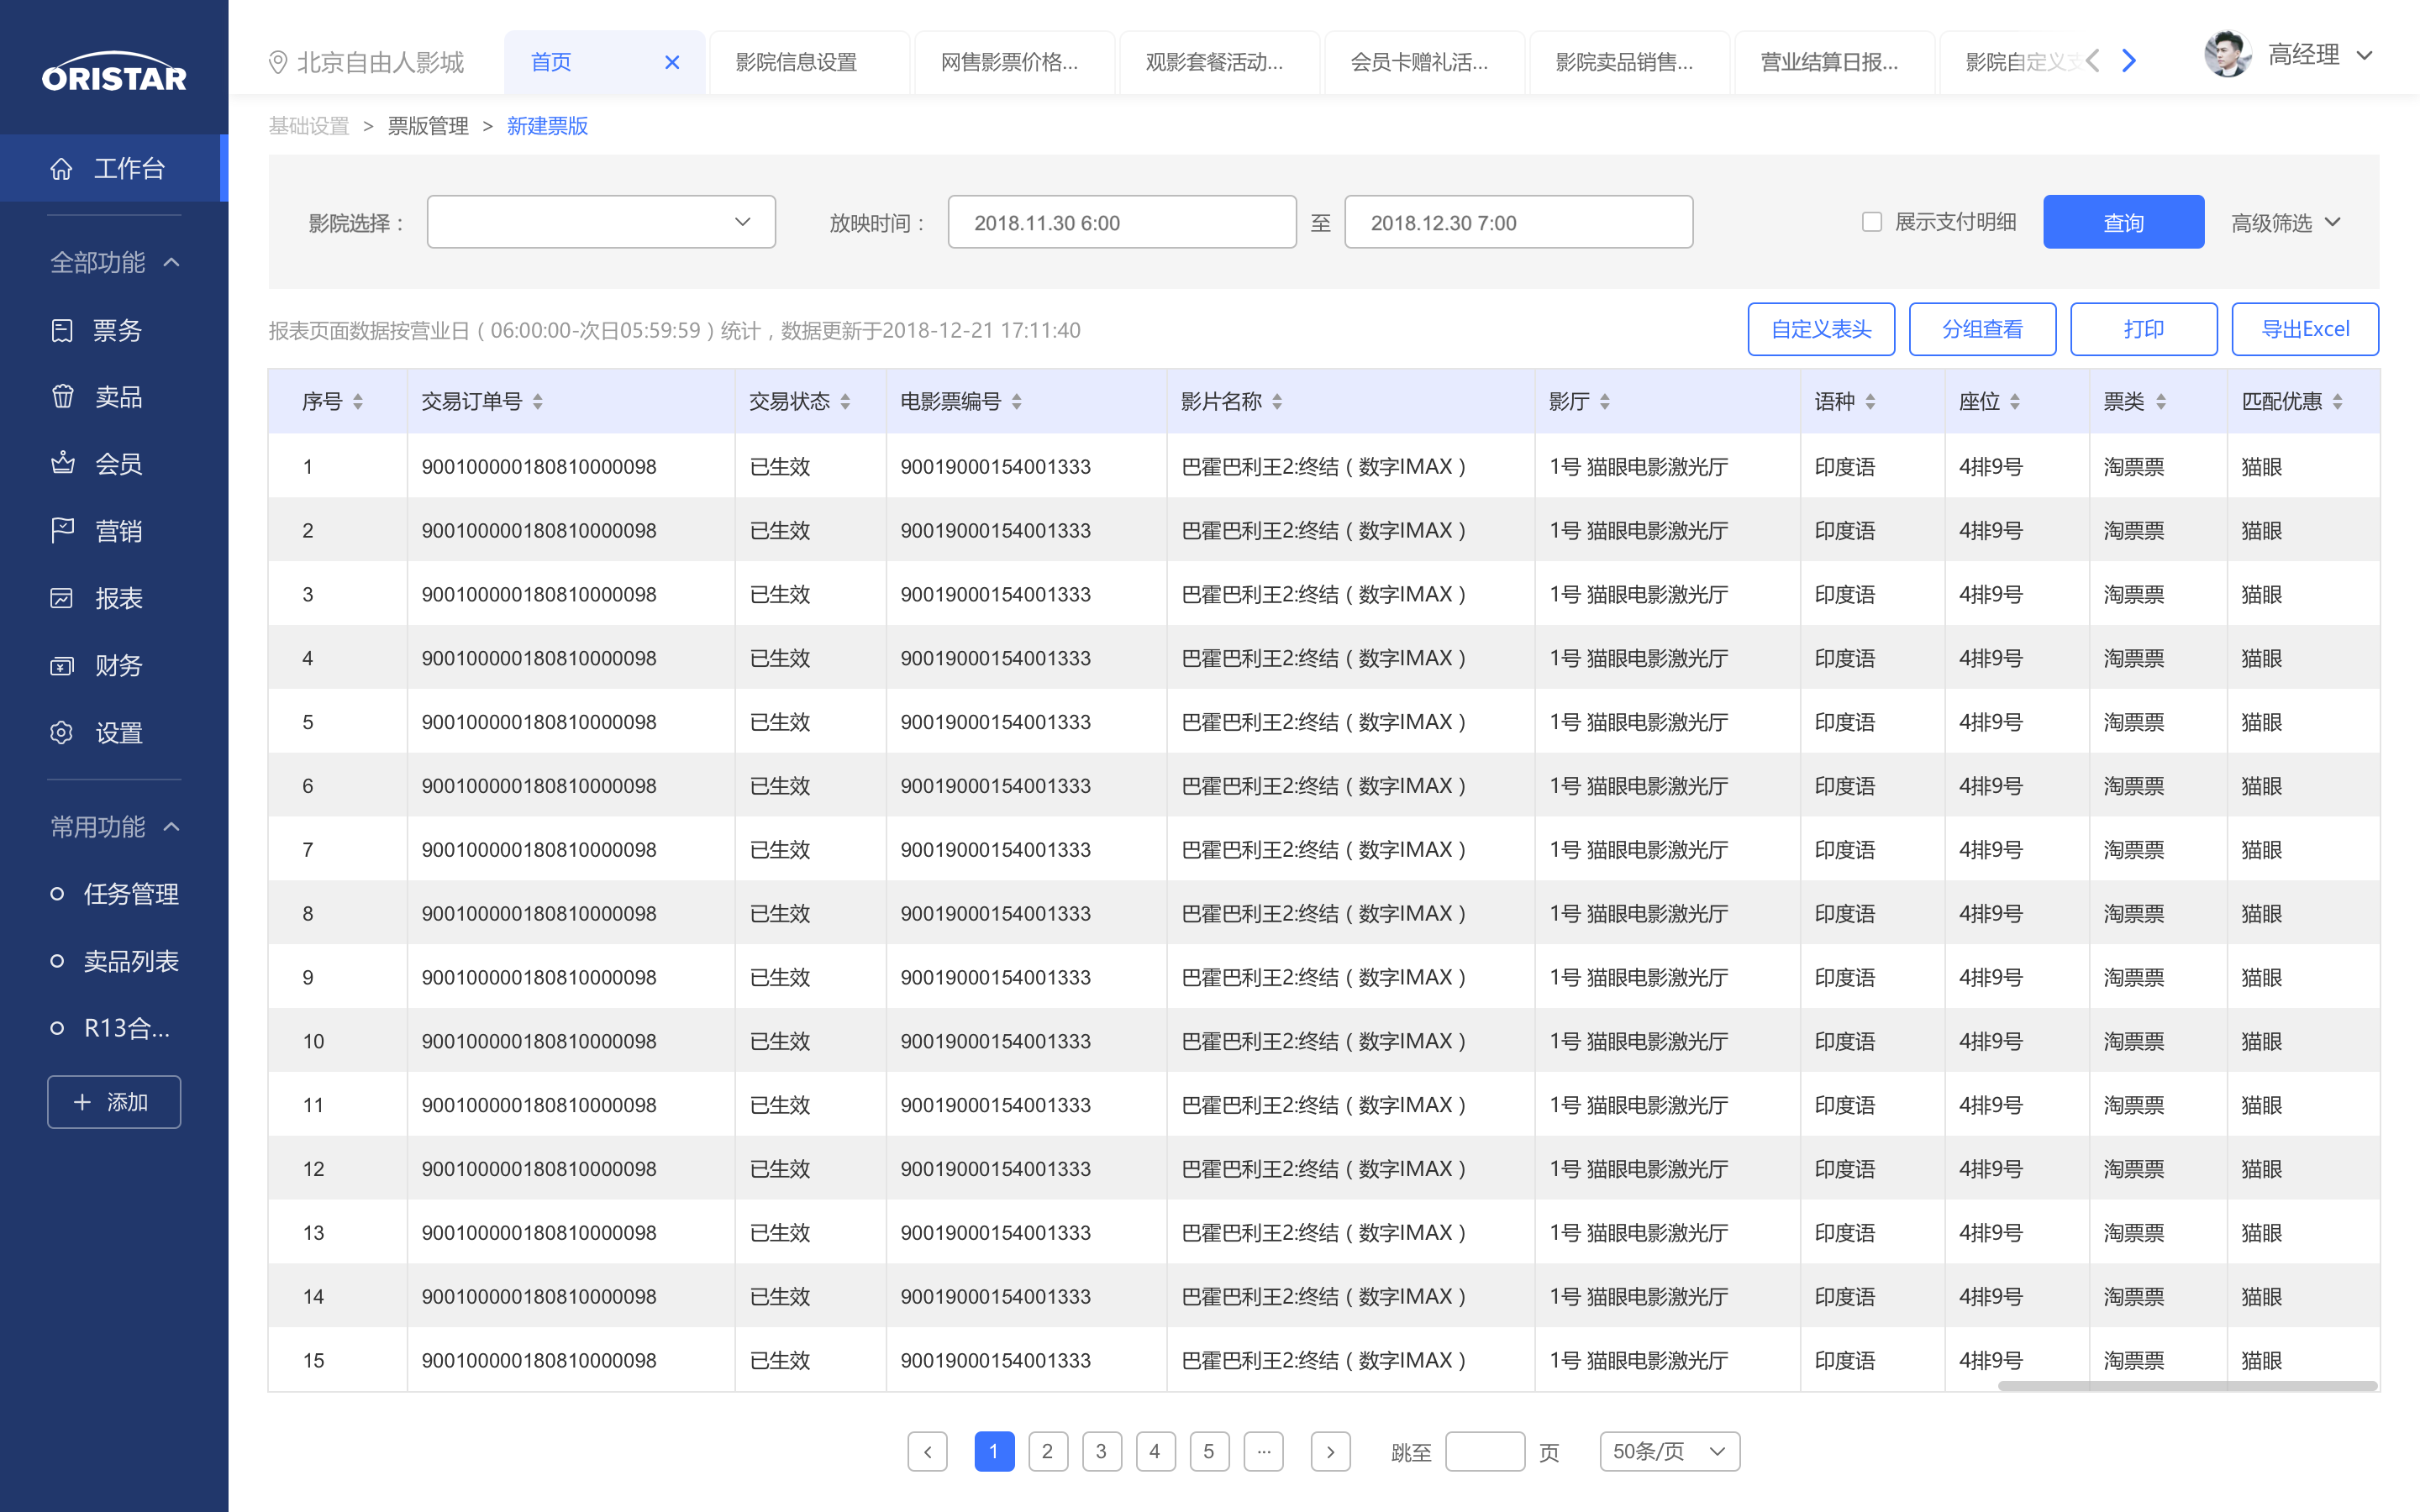 ORISTAR
北京自由人影城
首页
影院信息设置
网售影票价格...
观影套餐活动...
会员卡赠礼活...
影院卖品销售...
营业结算日报...
影院自定义支
高经理
基础设置 > 票版管理 > 新建票版
工作台
全部功能
票务
卖品
会员
营销
报表
财务
设置
常用功能
任务管理
卖品列表
R13合...
添加
影院选择：
放映时间： 2018.11.30 6:00 至 2018.12.30 7:00
展示支付明细 查询 高级筛选
报表页面数据按营业日（06:00:00-次日05:59:59）统计，数据更新于2018-12-21 17:11:40
自定义表头 分组查看 打印 导出Excel
序号 交易订单号 交易状态 电影票编号 影片名称 影厅 语种 座位 票类 匹配优惠
1 900100000180810000098 已生效 90019000154001333 巴霍巴利王2:终结（数字IMAX） 1号 猫眼电影激光厅 印度语 4排9号 淘票票 猫眼
2 900100000180810000098 已生效 90019000154001333 巴霍巴利王2:终结（数字IMAX） 1号 猫眼电影激光厅 印度语 4排9号 淘票票 猫眼
3 900100000180810000098 已生效 90019000154001333 巴霍巴利王2:终结（数字IMAX） 1号 猫眼电影激光厅 印度语 4排9号 淘票票 猫眼
4 900100000180810000098 已生效 90019000154001333 巴霍巴利王2:终结（数字IMAX） 1号 猫眼电影激光厅 印度语 4排9号 淘票票 猫眼
5 900100000180810000098 已生效 90019000154001333 巴霍巴利王2:终结（数字IMAX） 1号 猫眼电影激光厅 印度语 4排9号 淘票票 猫眼
6 900100000180810000098 已生效 90019000154001333 巴霍巴利王2:终结（数字IMAX） 1号 猫眼电影激光厅 印度语 4排9号 淘票票 猫眼
7 900100000180810000098 已生效 90019000154001333 巴霍巴利王2:终结（数字IMAX） 1号 猫眼电影激光厅 印度语 4排9号 淘票票 猫眼
8 900100000180810000098 已生效 90019000154001333 巴霍巴利王2:终结（数字IMAX） 1号 猫眼电影激光厅 印度语 4排9号 淘票票 猫眼
9 900100000180810000098 已生效 90019000154001333 巴霍巴利王2:终结（数字IMAX） 1号 猫眼电影激光厅 印度语 4排9号 淘票票 猫眼
10 900100000180810000098 已生效 90019000154001333 巴霍巴利王2:终结（数字IMAX） 1号 猫眼电影激光厅 印度语 4排9号 淘票票 猫眼
11 900100000180810000098 已生效 90019000154001333 巴霍巴利王2:终结（数字IMAX） 1号 猫眼电影激光厅 印度语 4排9号 淘票票 猫眼
12 900100000180810000098 已生效 90019000154001333 巴霍巴利王2:终结（数字IMAX） 1号 猫眼电影激光厅 印度语 4排9号 淘票票 猫眼
13 900100000180810000098 已生效 90019000154001333 巴霍巴利王2:终结（数字IMAX） 1号 猫眼电影激光厅 印度语 4排9号 淘票票 猫眼
14 900100000180810000098 已生效 90019000154001333 巴霍巴利王2:终结（数字IMAX） 1号 猫眼电影激光厅 印度语 4排9号 淘票票 猫眼
15 900100000180810000098 已生效 90019000154001333 巴霍巴利王2:终结（数字IMAX） 1号 猫眼电影激光厅 印度语 4排9号 淘票票 猫眼
1 2 3 4 5 ... 跳至 页 50条/页